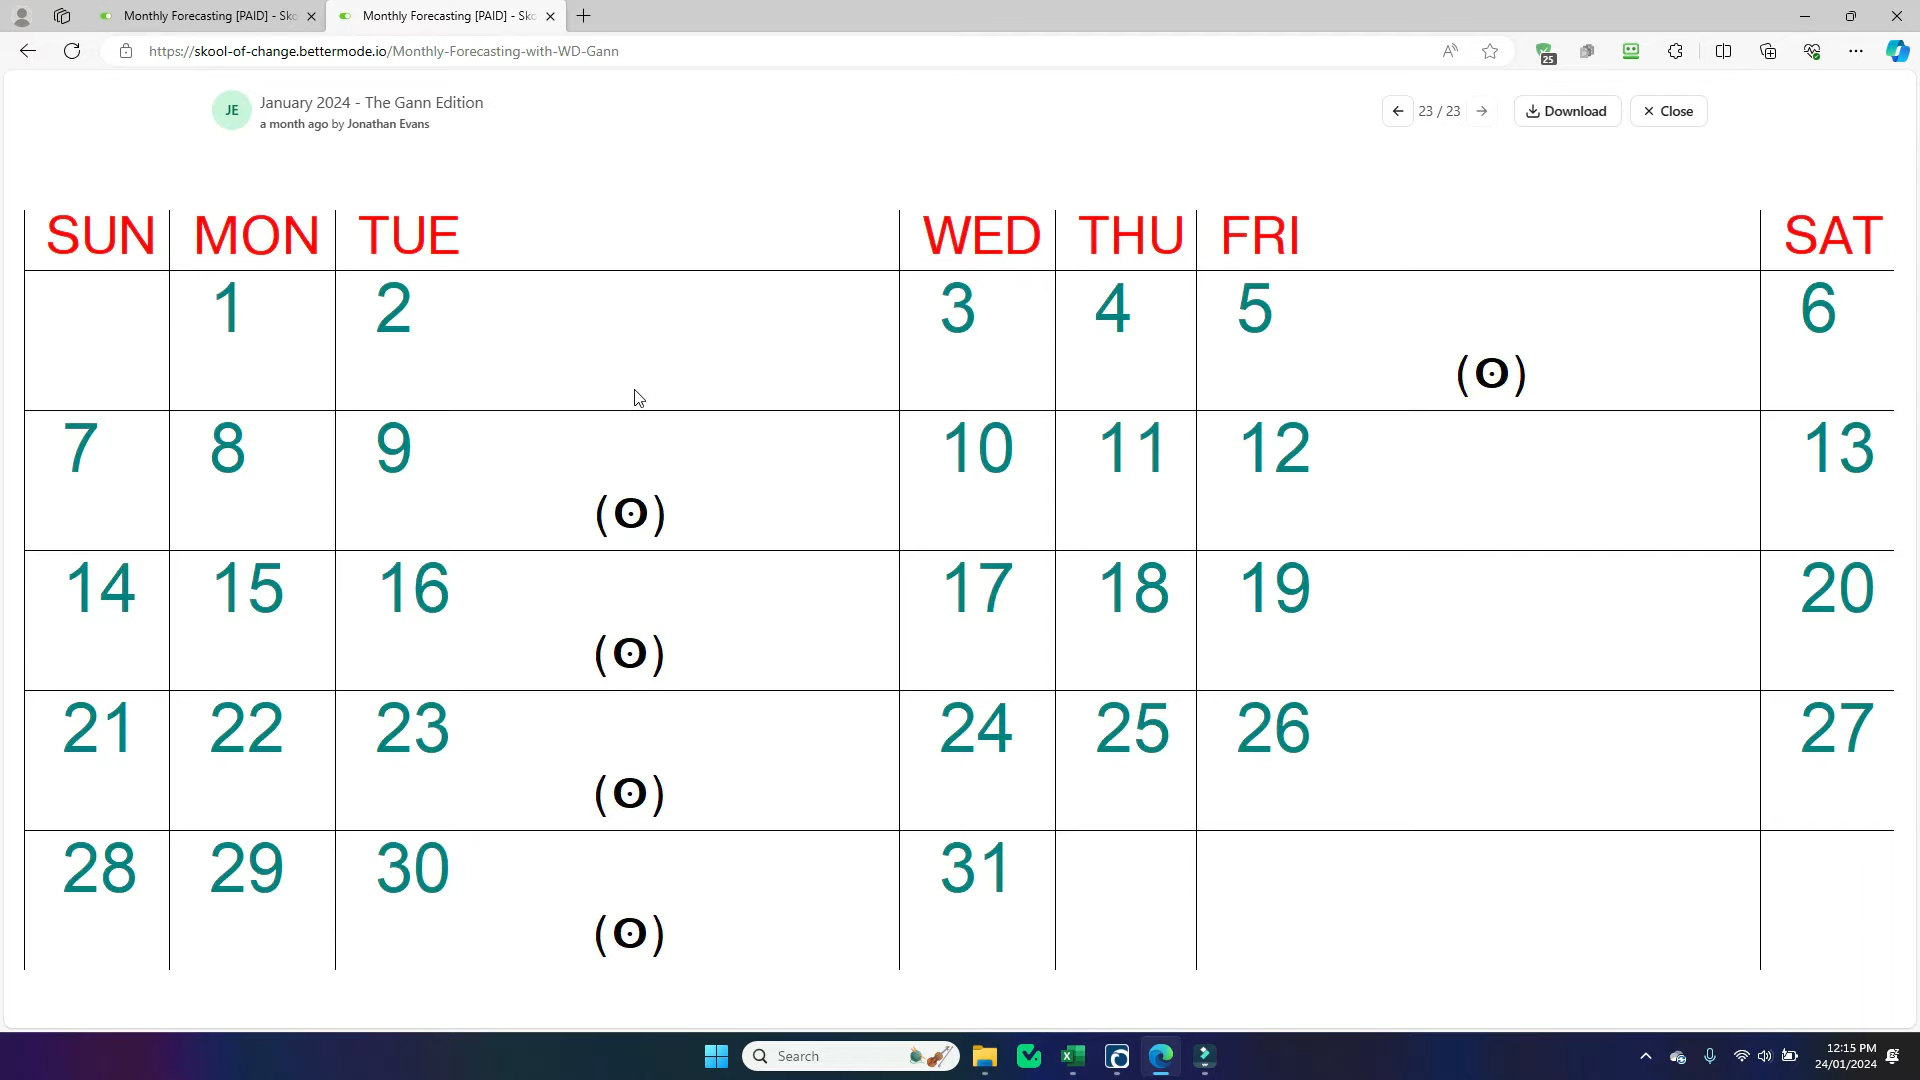 Monthly Forecasting [PAID] - Sko
Monthly Forecasting [PAID] - Sko
https://skool-of-change.bettermode.io/Monthly-Forecasting-with-WD-Gann
25
JE
January 2024 - The Gann Edition
a month ago by Jonathan Evans
23 / 23
Download
Close
SUN MON TUE WED THU FRI SAT
1 2 3 4 5 6
(ʘ)
7 8 9 10 11 12 13
(ʘ)
14 15 16 17 18 19 20
(ʘ)
21 22 23 24 25 26 27
(ʘ)
28 29 30 31
(ʘ)
Search
12:15 PM
24/01/2024